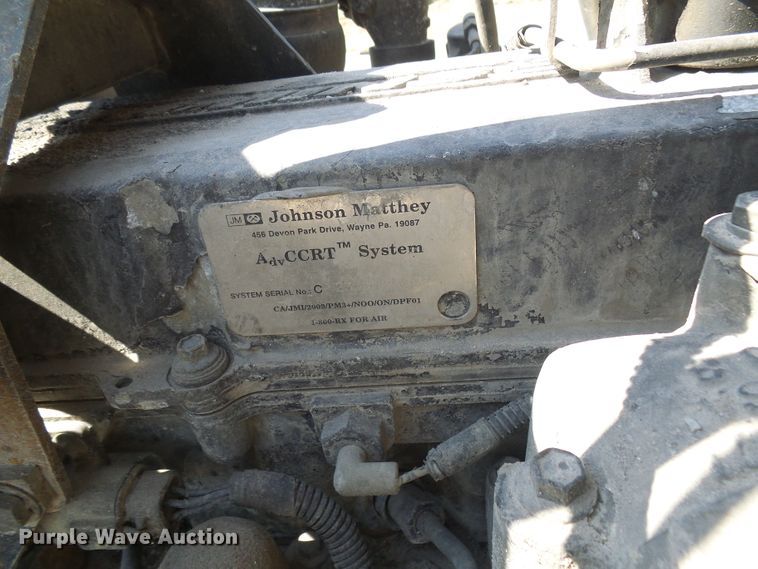 JM Johnson Matthey
456 Devon Park Drive, Wayne Pa. 19087
AdvCCRT™ System
SYSTEM SERIAL No.: C
CA/JMI/2009/PM3+/NOO/ON/DPF01
1-800-RX FOR AIR
Purple Wave Auction®